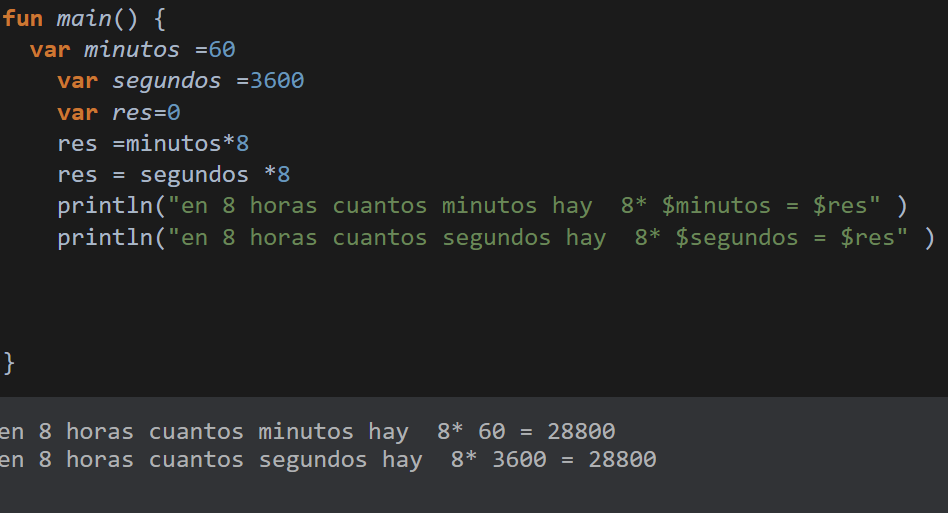 fun main() {
var minutos =60
var segundos =3600
var res=0
res =minutos*8
res = segundos *8
println("en 8 horas cuantos minutos hay  8* $minutos = $res" )
println("en 8 horas cuantos segundos hay  8* $segundos = $res" )
}
en 8 horas cuantos minutos hay  8* 60 = 28800
en 8 horas cuantos segundos hay  8* 3600 = 28800